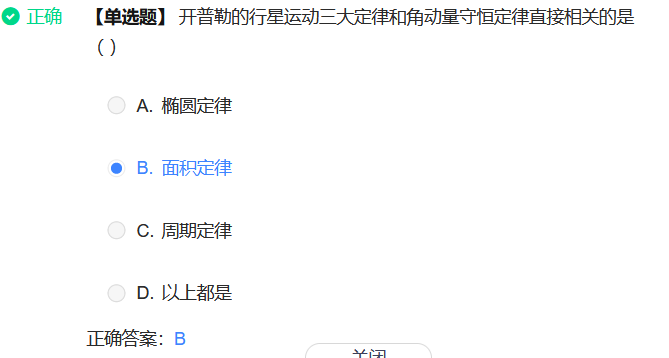 正确 【单选题】 开普勒的行星运动三大定律和角动量守恒定律直接相关的是
( )
A. 椭圆定律
B. 面积定律
C. 周期定律
D. 以上都是
正确答案：B
关闭